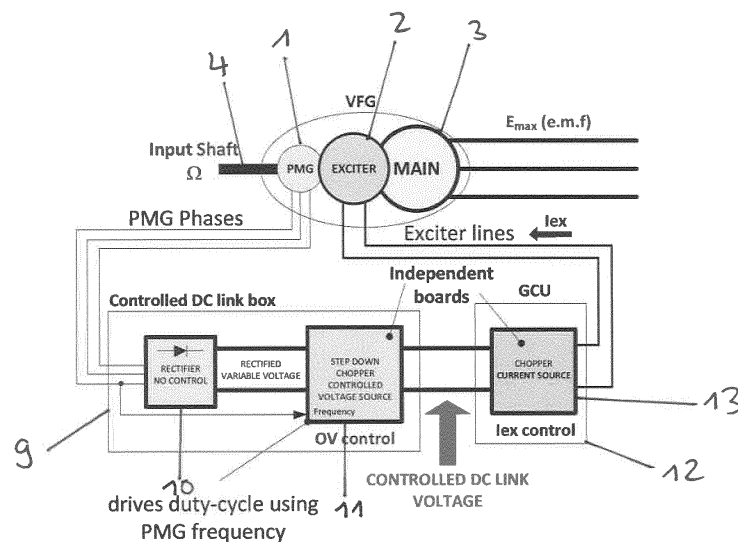 1
2
3
4
VFG
E_max (e.m.f)
Input Shaft
Ω
PMG
EXCITER
MAIN
PMG Phases
Exciter lines
Iex
Independent
boards
GCU
Controlled DC link box
RECTIFIER
NO CONTROL
RECTIFIED
VARIABLE VOLTAGE
STEP DOWN
CHOPPER
CONTROLLED
VOLTAGE SOURCE
Frequency
CHOPPER
CURRENT SOURCE
OV control
Iex control
13
9
10
11
12
drives duty-cycle using
PMG frequency
CONTROLLED DC LINK
VOLTAGE